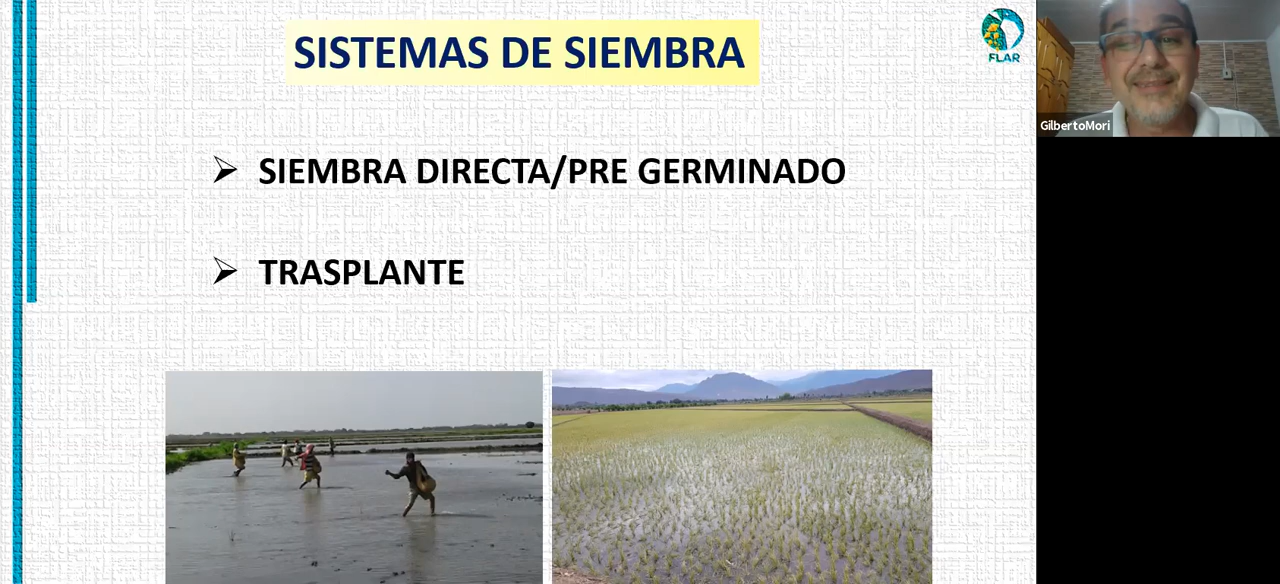 SISTEMAS DE SIEMBRA
FLAR
GilbertoMori
SIEMBRA DIRECTA/PRE GERMINADO
TRASPLANTE